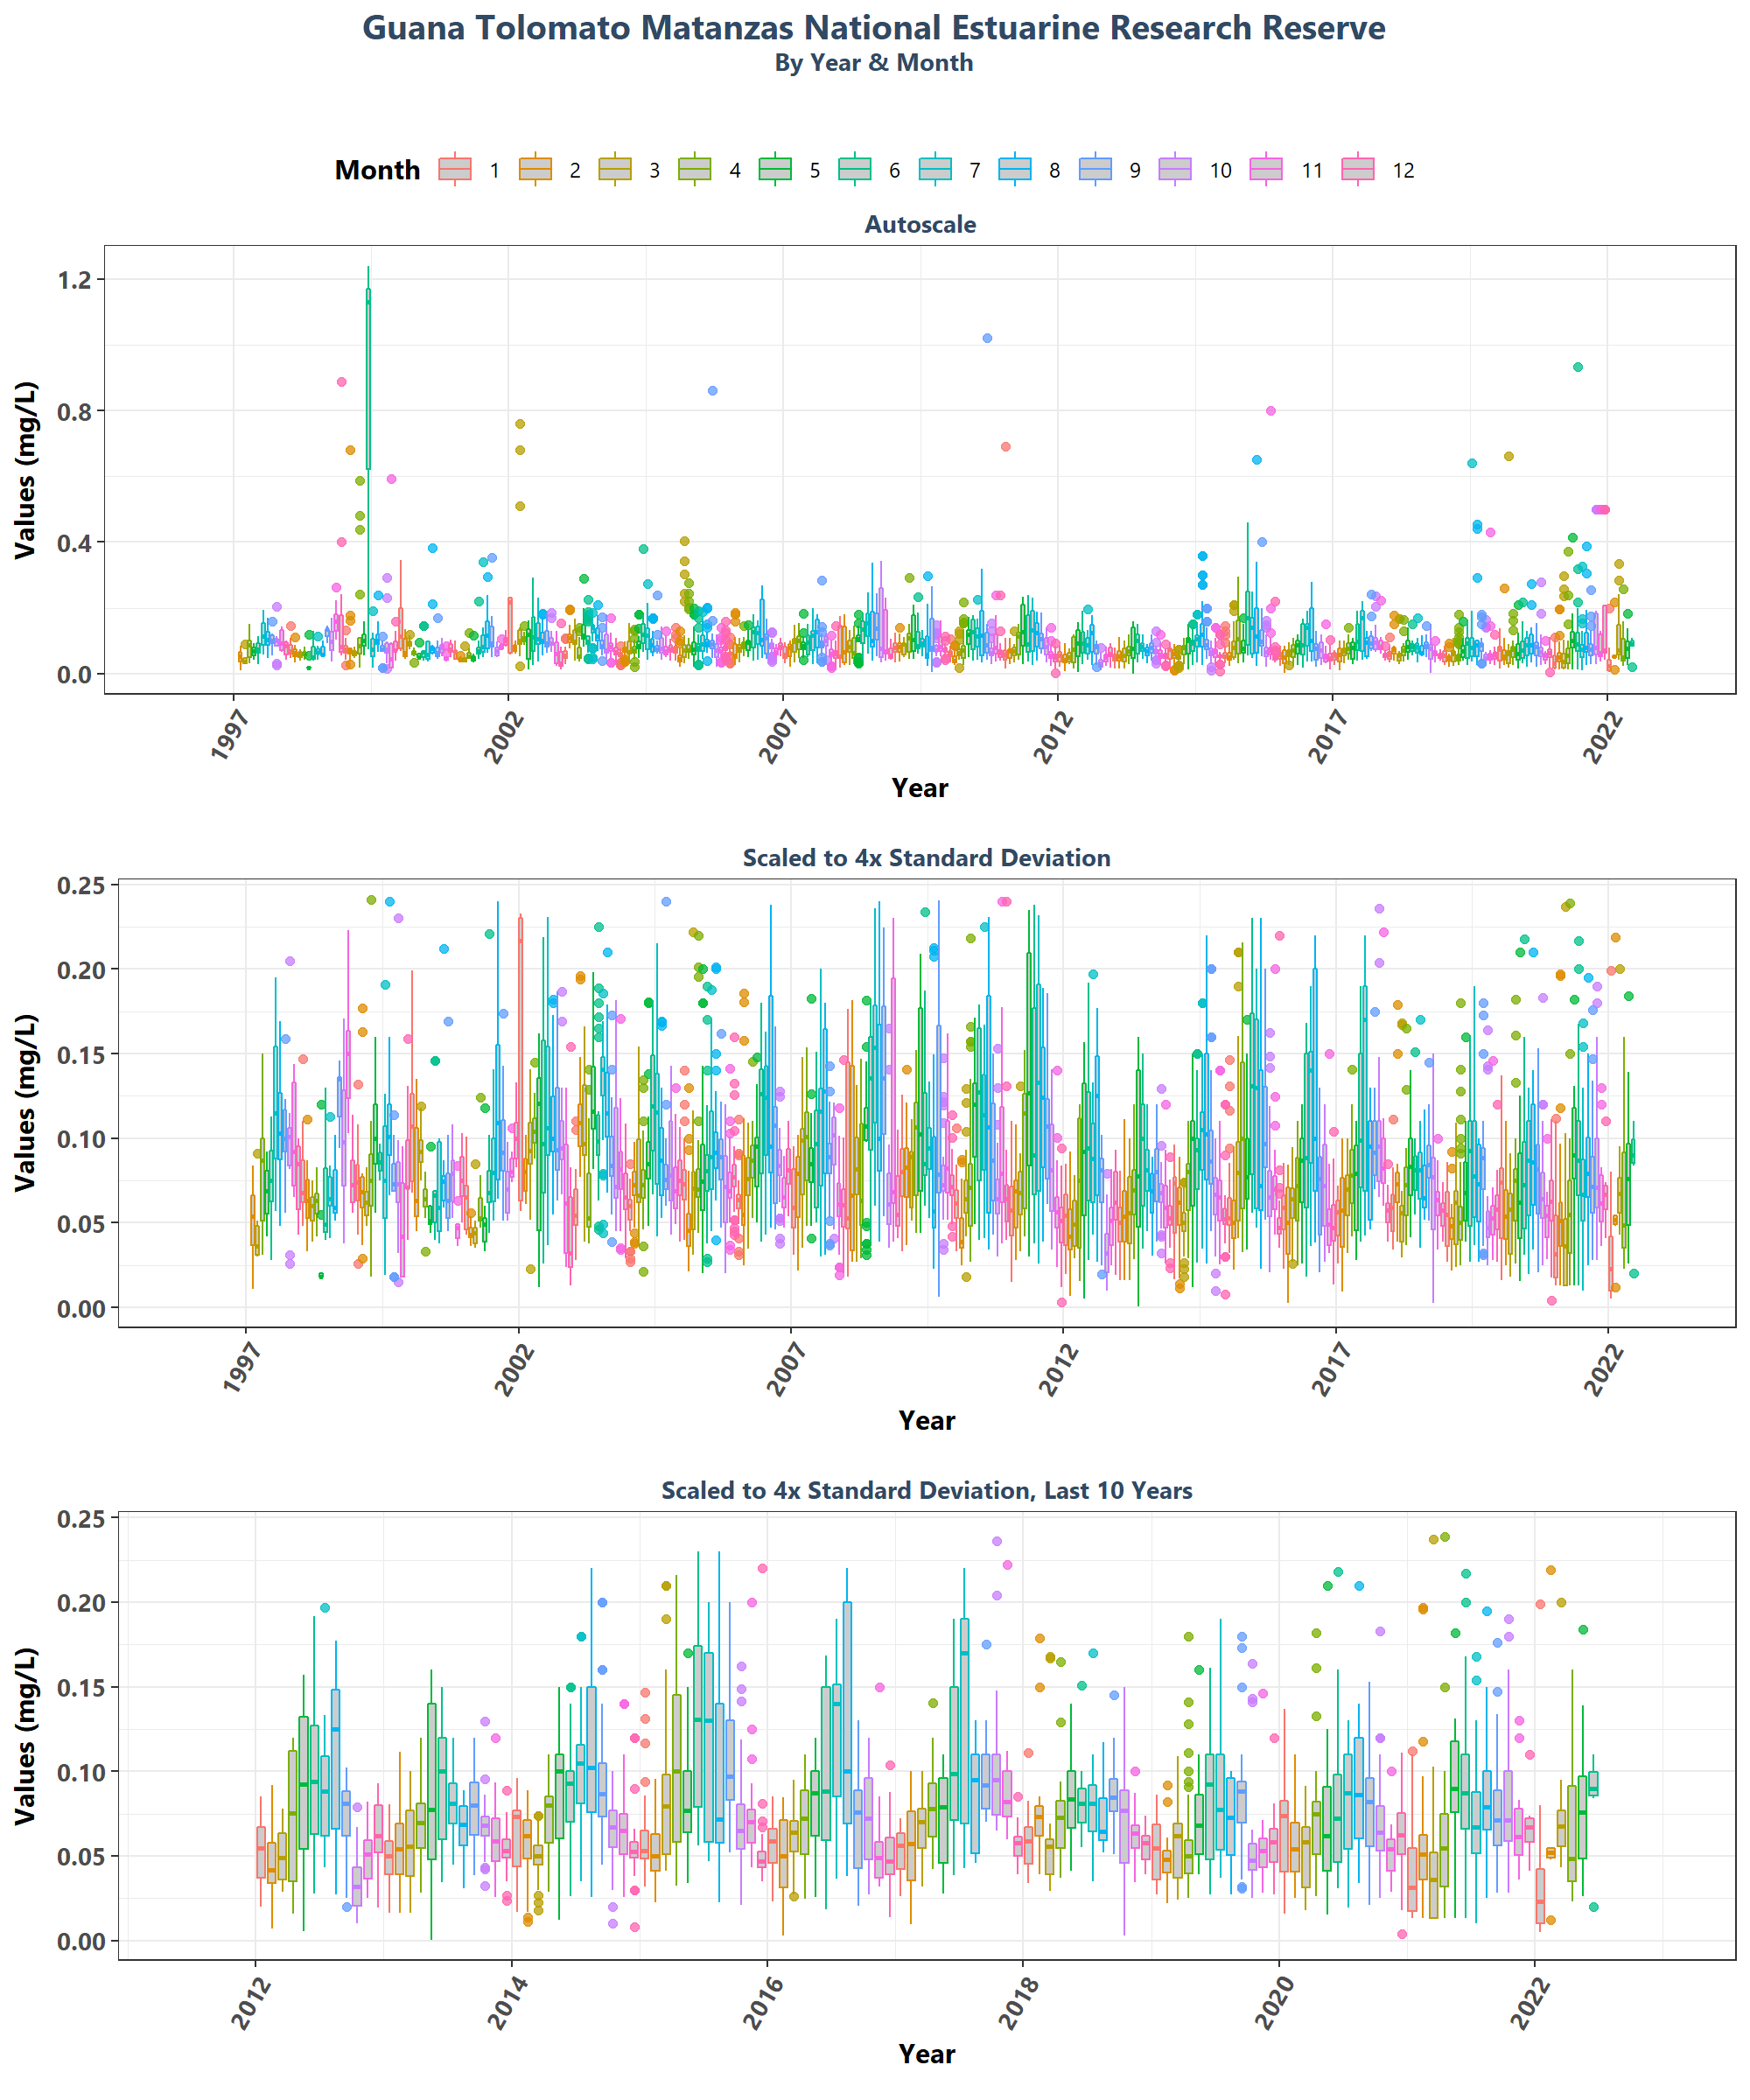 Guana Tolomato Matanzas National Estuarine Research Reserve
By Year & Month
Month 1 2 3 4 5 6 7 8 9 10 11 12
Autoscale
Values (mg/L)
1.2
0.8
0.4
0.0
1997 2002 2007 2012 2017 2022
Year
Scaled to 4x Standard Deviation
Values (mg/L)
0.25
0.20
0.15
0.10
0.05
0.00
1997 2002 2007 2012 2017 2022
Year
Scaled to 4x Standard Deviation, Last 10 Years
Values (mg/L)
0.25
0.20
0.15
0.10
0.05
0.00
2012 2014 2016 2018 2020 2022
Year